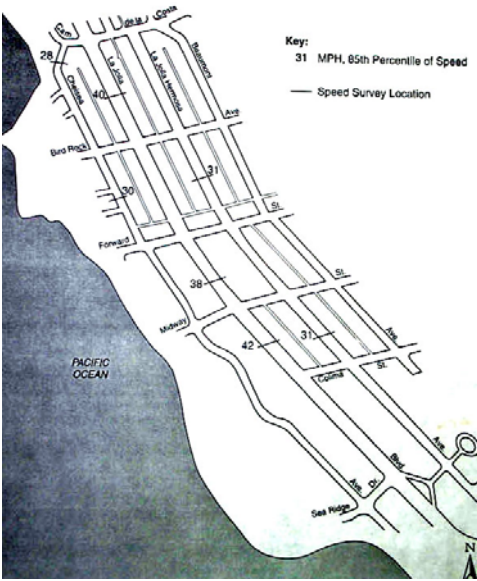 Cam
de la
Costa
Key:
31 MPH, 85th Percentile of Speed
Speed Survey Location
28
Chelsea
La Jolla
40
La Jolla Hermosa
Beaumont
Ave.
Bird Rock
30
31
St.
Forward
38
St.
Midway
42
31
Ave.
Colima
St.
PACIFIC
OCEAN
Blvd
Ave.
Ave.
Dr.
Sea Ridge
N